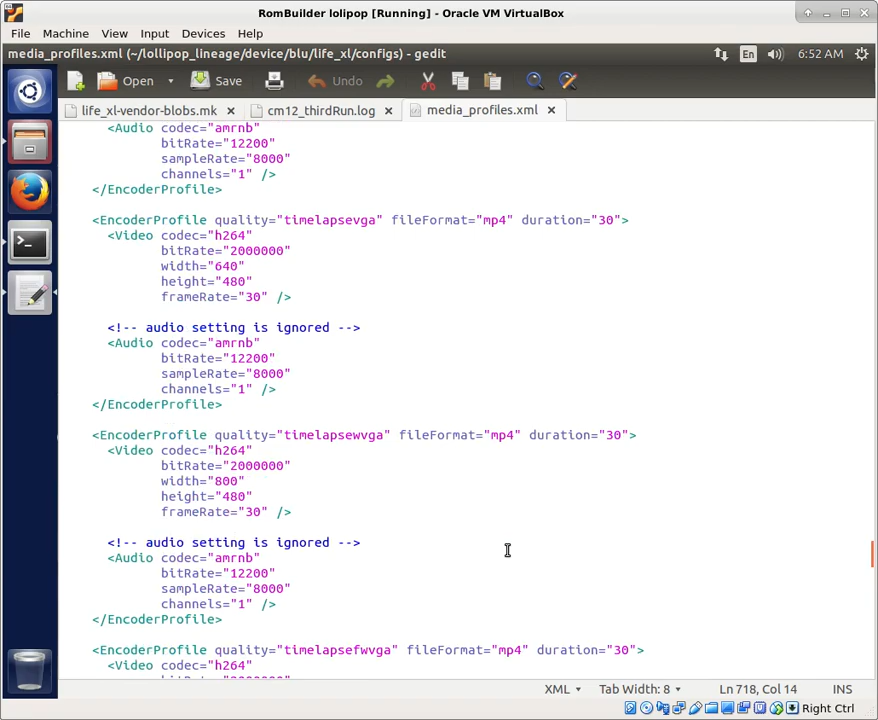 RomBuilder lolipop [Running] - Oracle VM VirtualBox
File Machine View Input Devices Help
media_profiles.xml (~/lollipop_lineage/device/blu/life_xl/configs) - gedit
En 6:52 AM
Open Save Undo
life_xl-vendor-blobs.mk cm12_thirdRun.log media_profiles.xml
<Audio codec="amrnb"
bitRate="12200"
sampleRate="8000"
channels="1" />
</EncoderProfile>
<EncoderProfile quality="timelapsevga" fileFormat="mp4" duration="30">
<Video codec="h264"
bitRate="2000000"
width="640"
height="480"
frameRate="30" />
<!-- audio setting is ignored -->
<Audio codec="amrnb"
bitRate="12200"
sampleRate="8000"
channels="1" />
</EncoderProfile>
<EncoderProfile quality="timelapsewvga" fileFormat="mp4" duration="30">
<Video codec="h264"
bitRate="2000000"
width="800"
height="480"
frameRate="30" />
<!-- audio setting is ignored -->
<Audio codec="amrnb"
bitRate="12200"
sampleRate="8000"
channels="1" />
</EncoderProfile>
<EncoderProfile quality="timelapsefwvga" fileFormat="mp4" duration="30">
<Video codec="h264"
XML Tab Width: 8 Ln 718, Col 14 INS
Right Ctrl